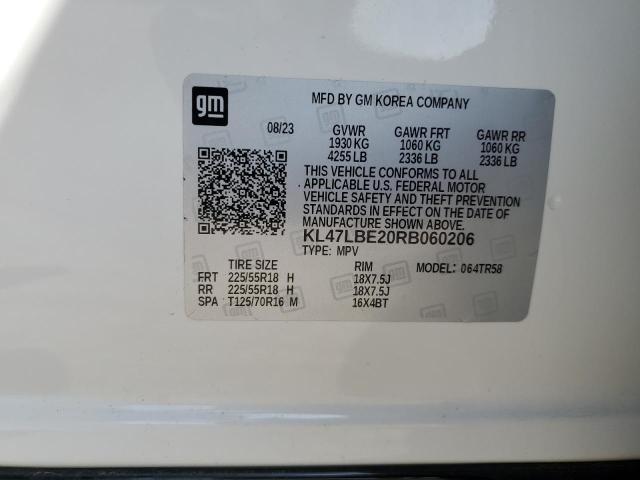 gm
MFD BY GM KOREA COMPANY
08/23 GVWR GAWR FRT GAWR RR
1930 KG 1060 KG 1060 KG
4255 LB 2336 LB 2336 LB
THIS VEHICLE CONFORMS TO ALL
APPLICABLE U.S. FEDERAL MOTOR
VEHICLE SAFETY AND THEFT PREVENTION
STANDARDS IN EFFECT ON THE DATE OF
MANUFACTURE SHOWN ABOVE.
KL47LBE20RB060206
TYPE: MPV
TIRE SIZE RIM MODEL: 064TR58
FRT 225/55R18 H 18X7.5J
RR 225/55R18 H 18X7.5J
SPA T125/70R16 M 16X4BT